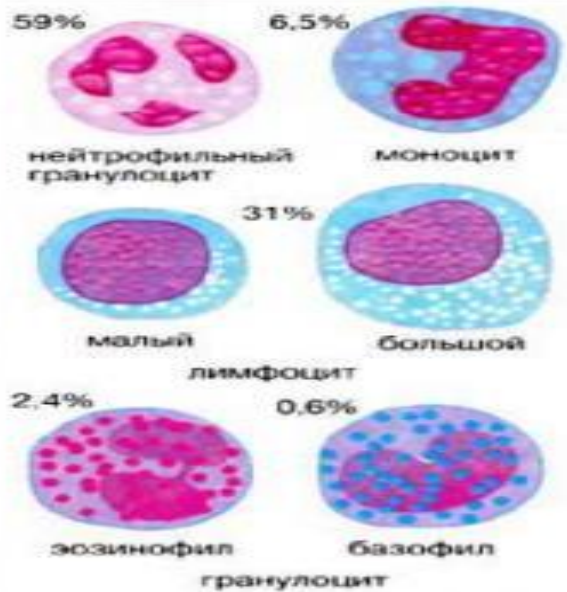 59% 6,5%
нейтрофильный
гранулоцит
моноцит
31%
малый большой
лимфоцит
2,4% 0,6%
эозинофил базофил
гранулоцит